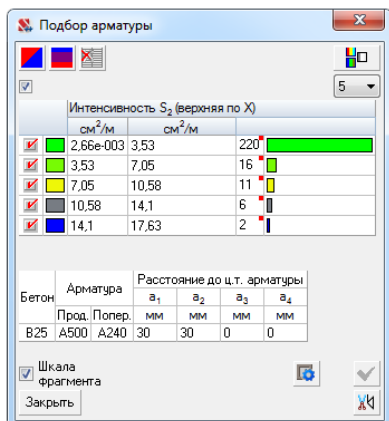 Подбор арматуры
5
Интенсивность S₂ (верхняя по X)
см²/м см²/м
2,66e-003 3,53 220
3,53 7,05 16
7,05 10,58 11
10,58 14,1 6
14,1 17,63 2
Бетон Арматура Расстояние до ц.т. арматуры
a₁ a₂ a₃ a₄
Прод. Попер. мм мм мм мм
B25 A500 A240 30 30 0 0
Шкала
фрагмента
Закрыть